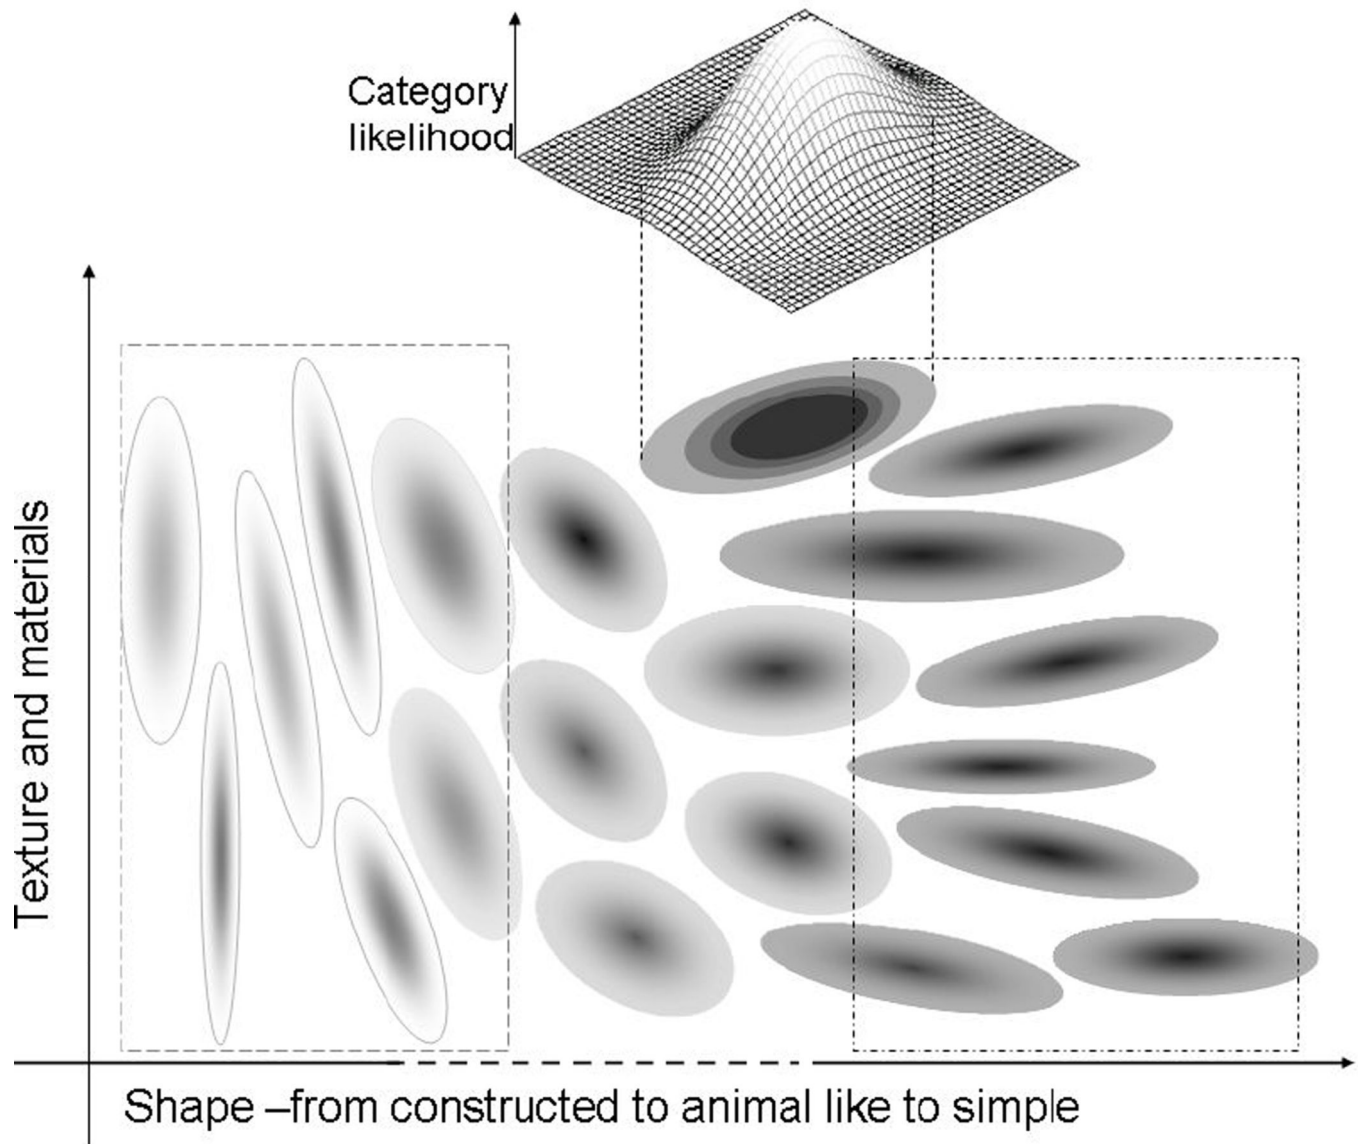 Category
likelihood
Texture and materials
Shape –from constructed to animal like to simple